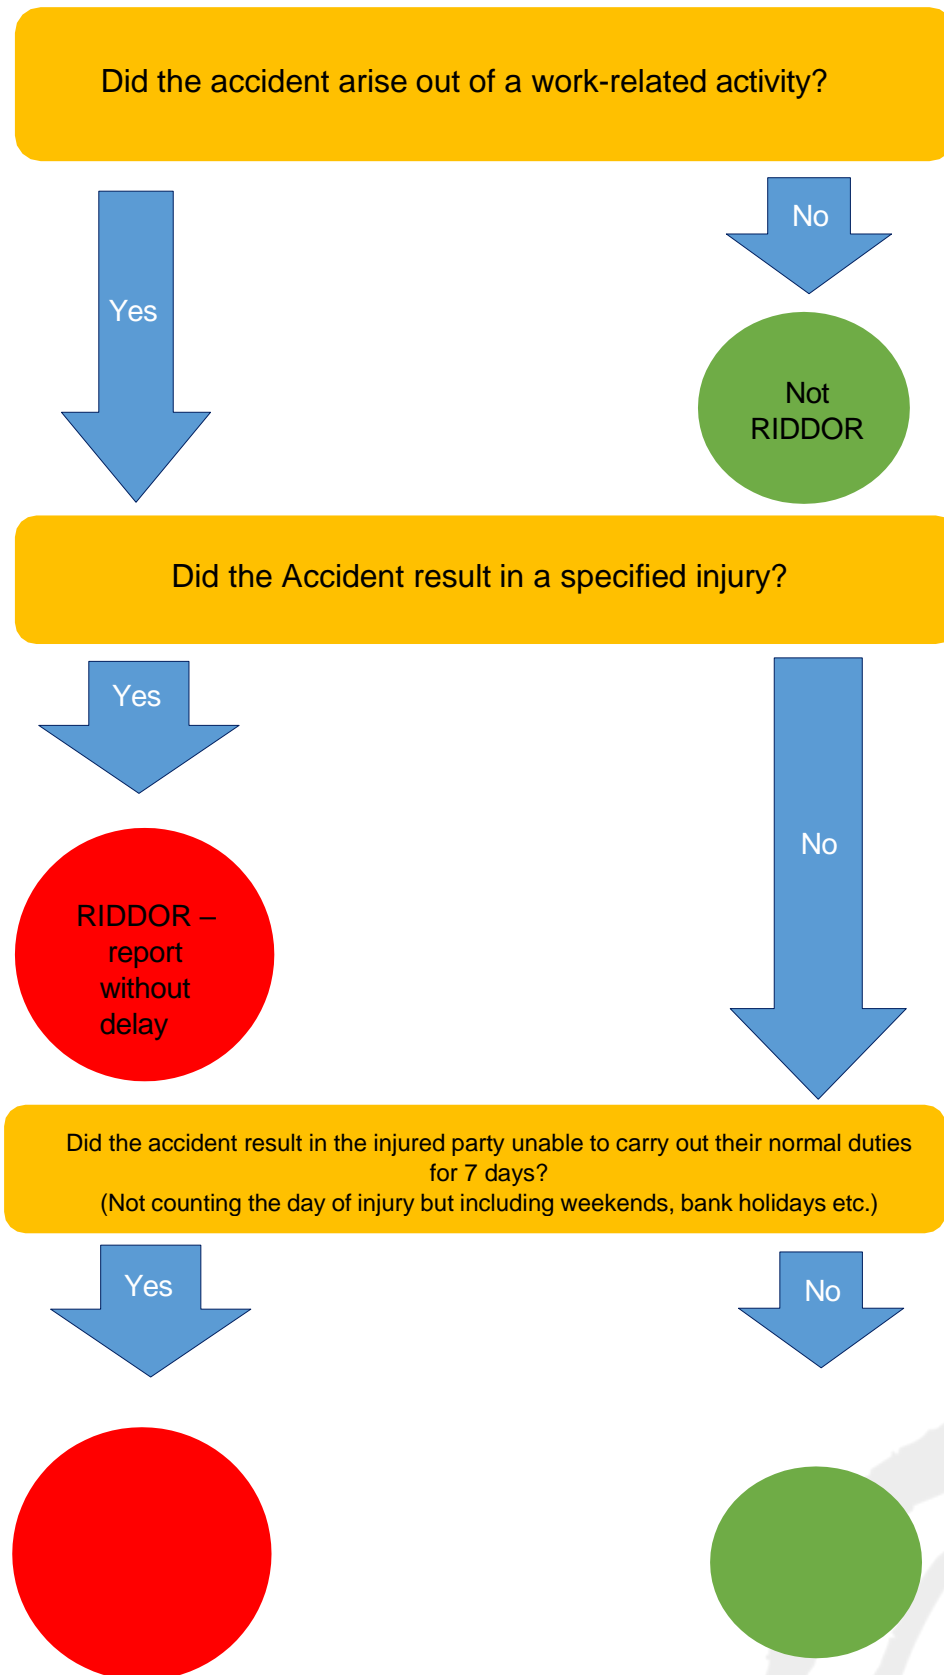 Did the accident arise out of a work-related activity?
Yes
No
Not
RIDDOR
Did the Accident result in a specified injury?
Yes
No
RIDDOR –
report
without
delay
Did the accident result in the injured party unable to carry out their normal duties
for 7 days?
(Not counting the day of injury but including weekends, bank holidays etc.)
Yes
No